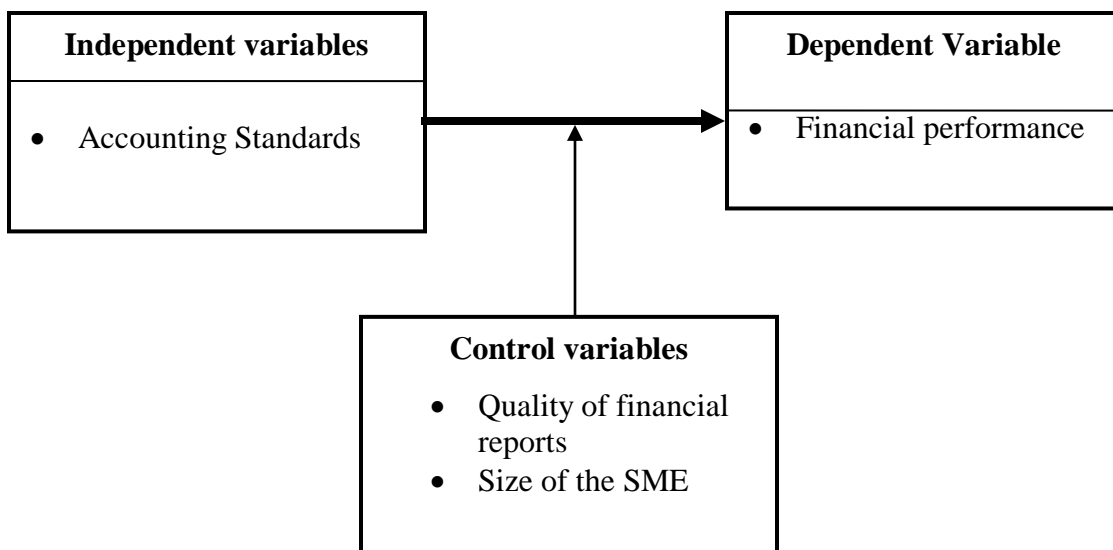 Independent variables
• Accounting Standards
Dependent Variable
• Financial performance
Control variables
• Quality of financial
reports
• Size of the SME